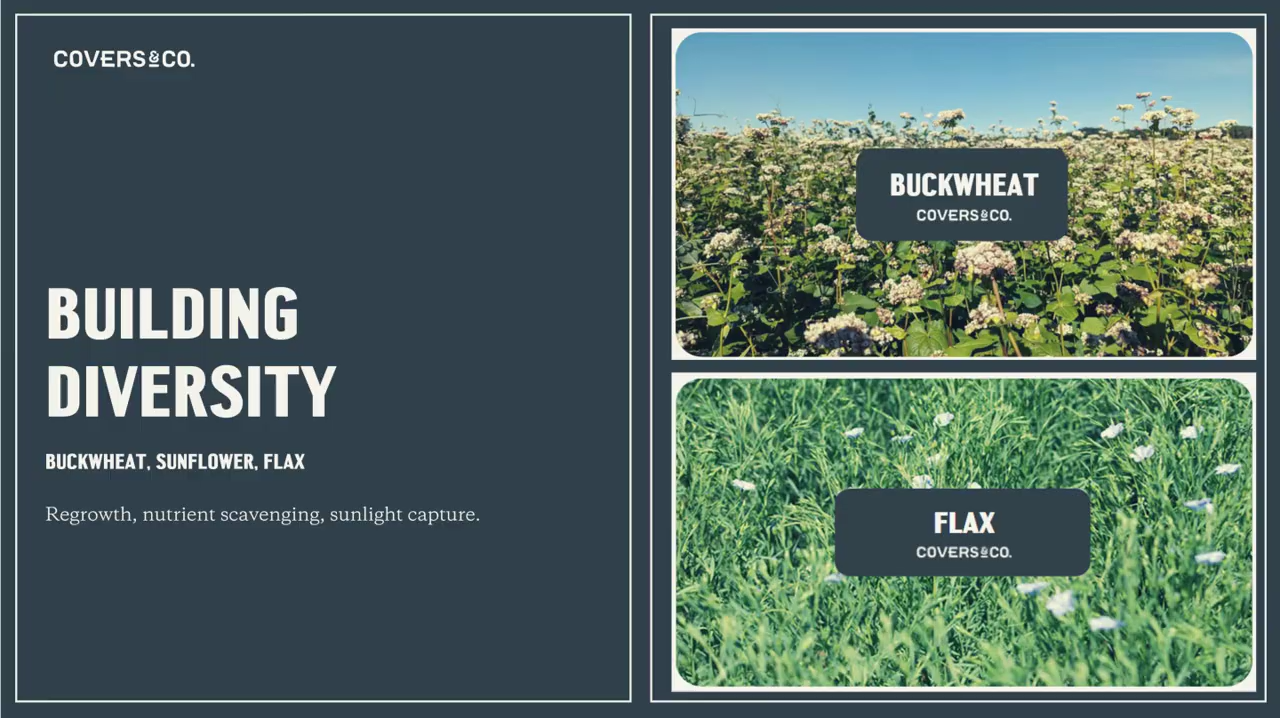 COVERS&CO.
BUILDING
DIVERSITY
BUCKWHEAT, SUNFLOWER, FLAX
Regrowth, nutrient scavenging, sunlight capture.
BUCKWHEAT
COVERS&CO.
FLAX
COVERS&CO.